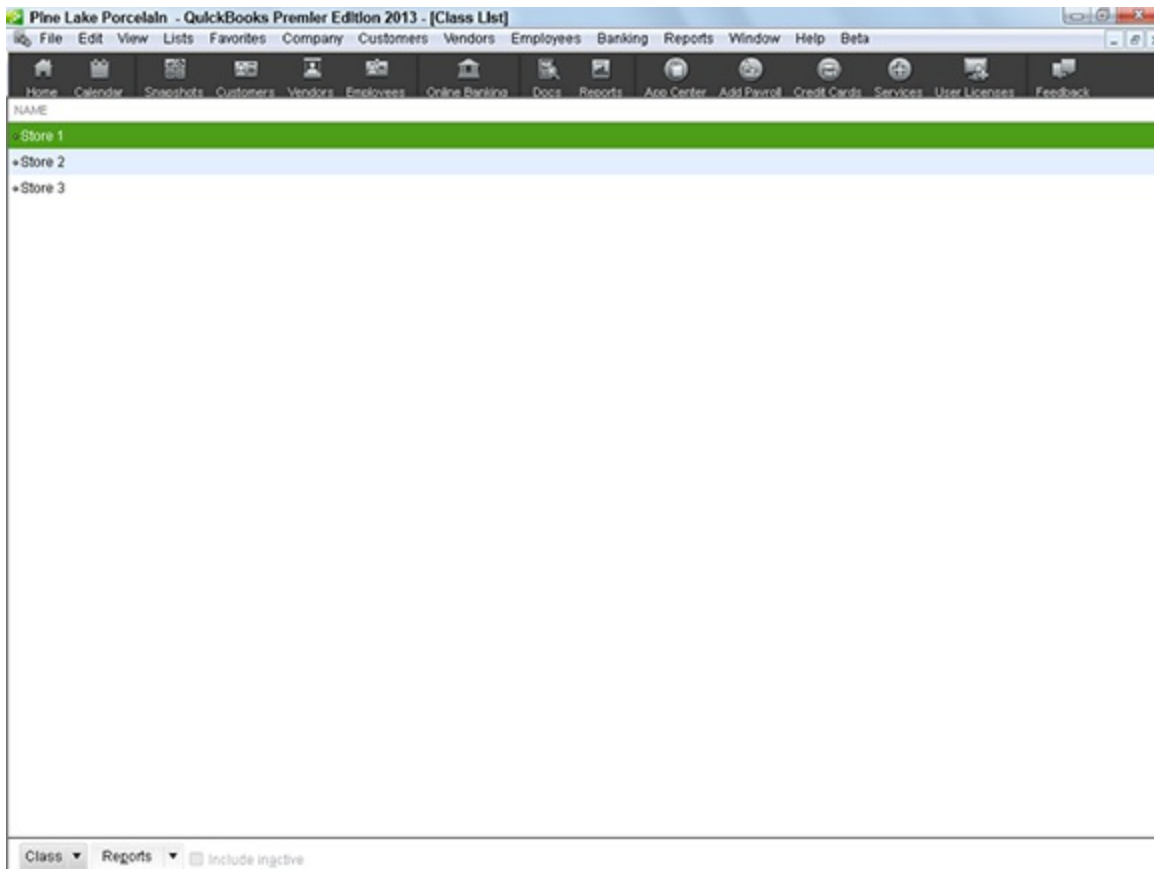 Pine Lake Porcelain - QuickBooks Premier Edition 2013 - [Class List]
File Edit View Lists Favorites Company Customers Vendors Employees Banking Reports Window Help Beta
Home Calendar Snapshots Customers Vendors Employees Online Banking Docs Reports App Center Add Payroll Credit Cards Services User Licenses Feedback
NAME
Store 1
Store 2
Store 3
Class Reports Include inactive